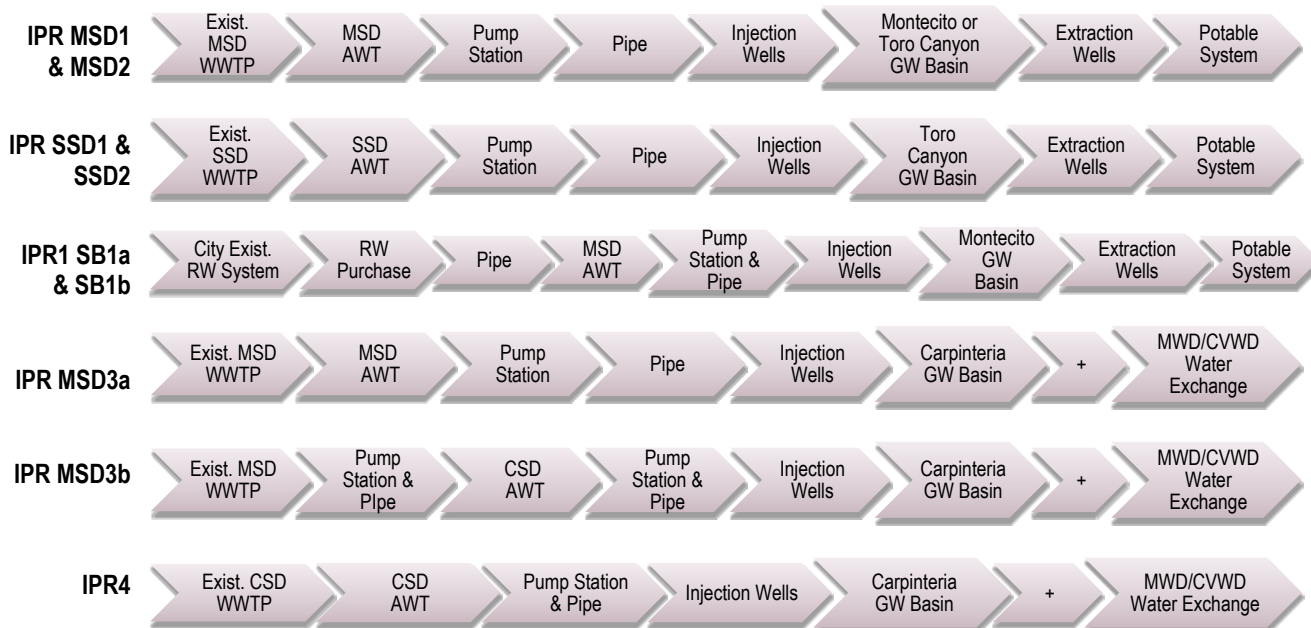 IPR MSD1
& MSD2
Exist.
MSD
WWTP
MSD
AWT
Pump
Station
Pipe
Injection
Wells
Montecito or
Toro Canyon
GW Basin
Extraction
Wells
Potable
System
IPR SSD1 &
SSD2
Exist.
SSD
WWTP
SSD
AWT
Pump
Station
Pipe
Injection
Wells
Toro
Canyon
GW Basin
Extraction
Wells
Potable
System
IPR1 SB1a
& SB1b
City Exist.
RW System
RW
Purchase
Pipe
MSD
AWT
Pump
Station &
Pipe
Injection
Wells
Montecito
GW
Basin
Extraction
Wells
Potable
System
IPR MSD3a
Exist. MSD
WWTP
MSD
AWT
Pump
Station
Pipe
Injection
Wells
Carpinteria
GW Basin
+
MWD/CVWD
Water
Exchange
IPR MSD3b
Exist. MSD
WWTP
Pump
Station &
PIpe
CSD
AWT
Pump
Station &
Pipe
Injection
Wells
Carpinteria
GW Basin
+
MWD/CVWD
Water
Exchange
IPR4
Exist. CSD
WWTP
CSD
AWT
Pump Station
& Pipe
Injection Wells
Carpinteria
GW Basin
+
MWD/CVWD
Water Exchange